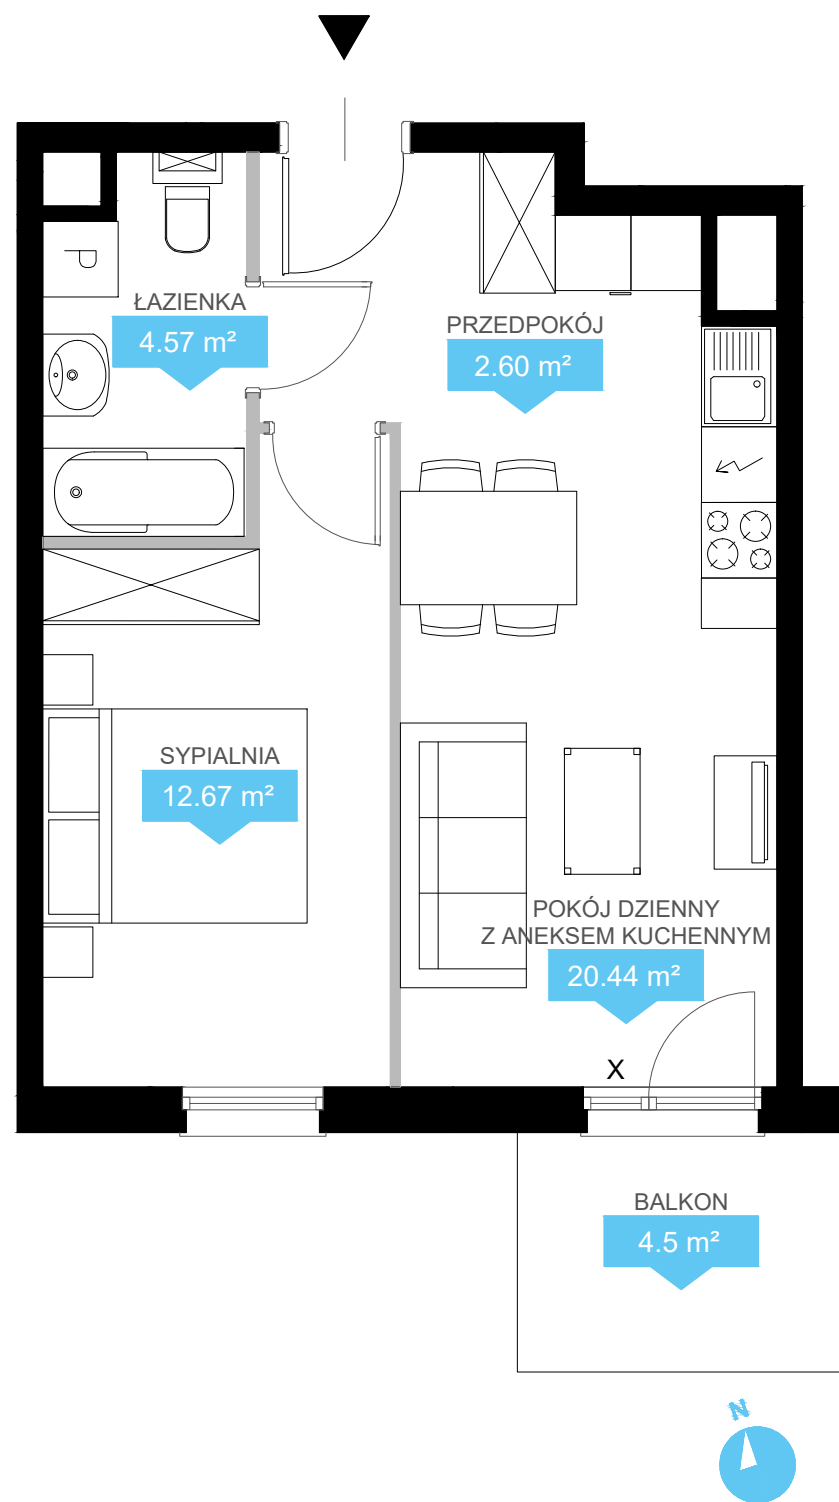 P
ŁAZIENKA
4.57 m²
PRZEDPOKÓJ
2.60 m²
SYPIALNIA
12.67 m²
POKÓJ DZIENNY
Z ANEKSEM KUCHENNYM
20.44 m²
X
BALKON
4.5 m²
N